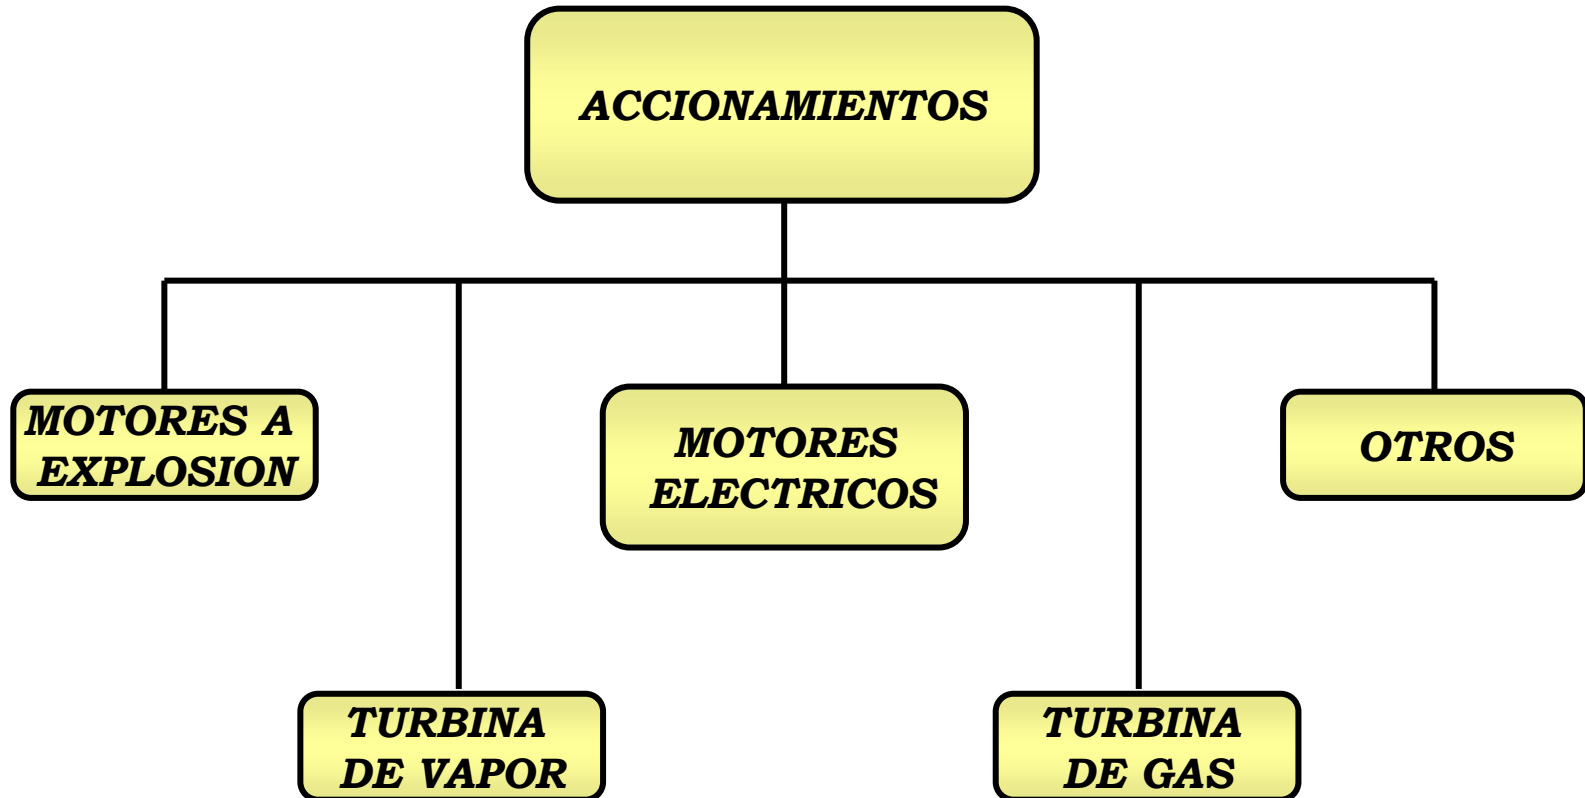 ACCIONAMIENTOS
MOTORES A
EXPLOSION
MOTORES
ELECTRICOS
OTROS
TURBINA
DE VAPOR
TURBINA
DE GAS